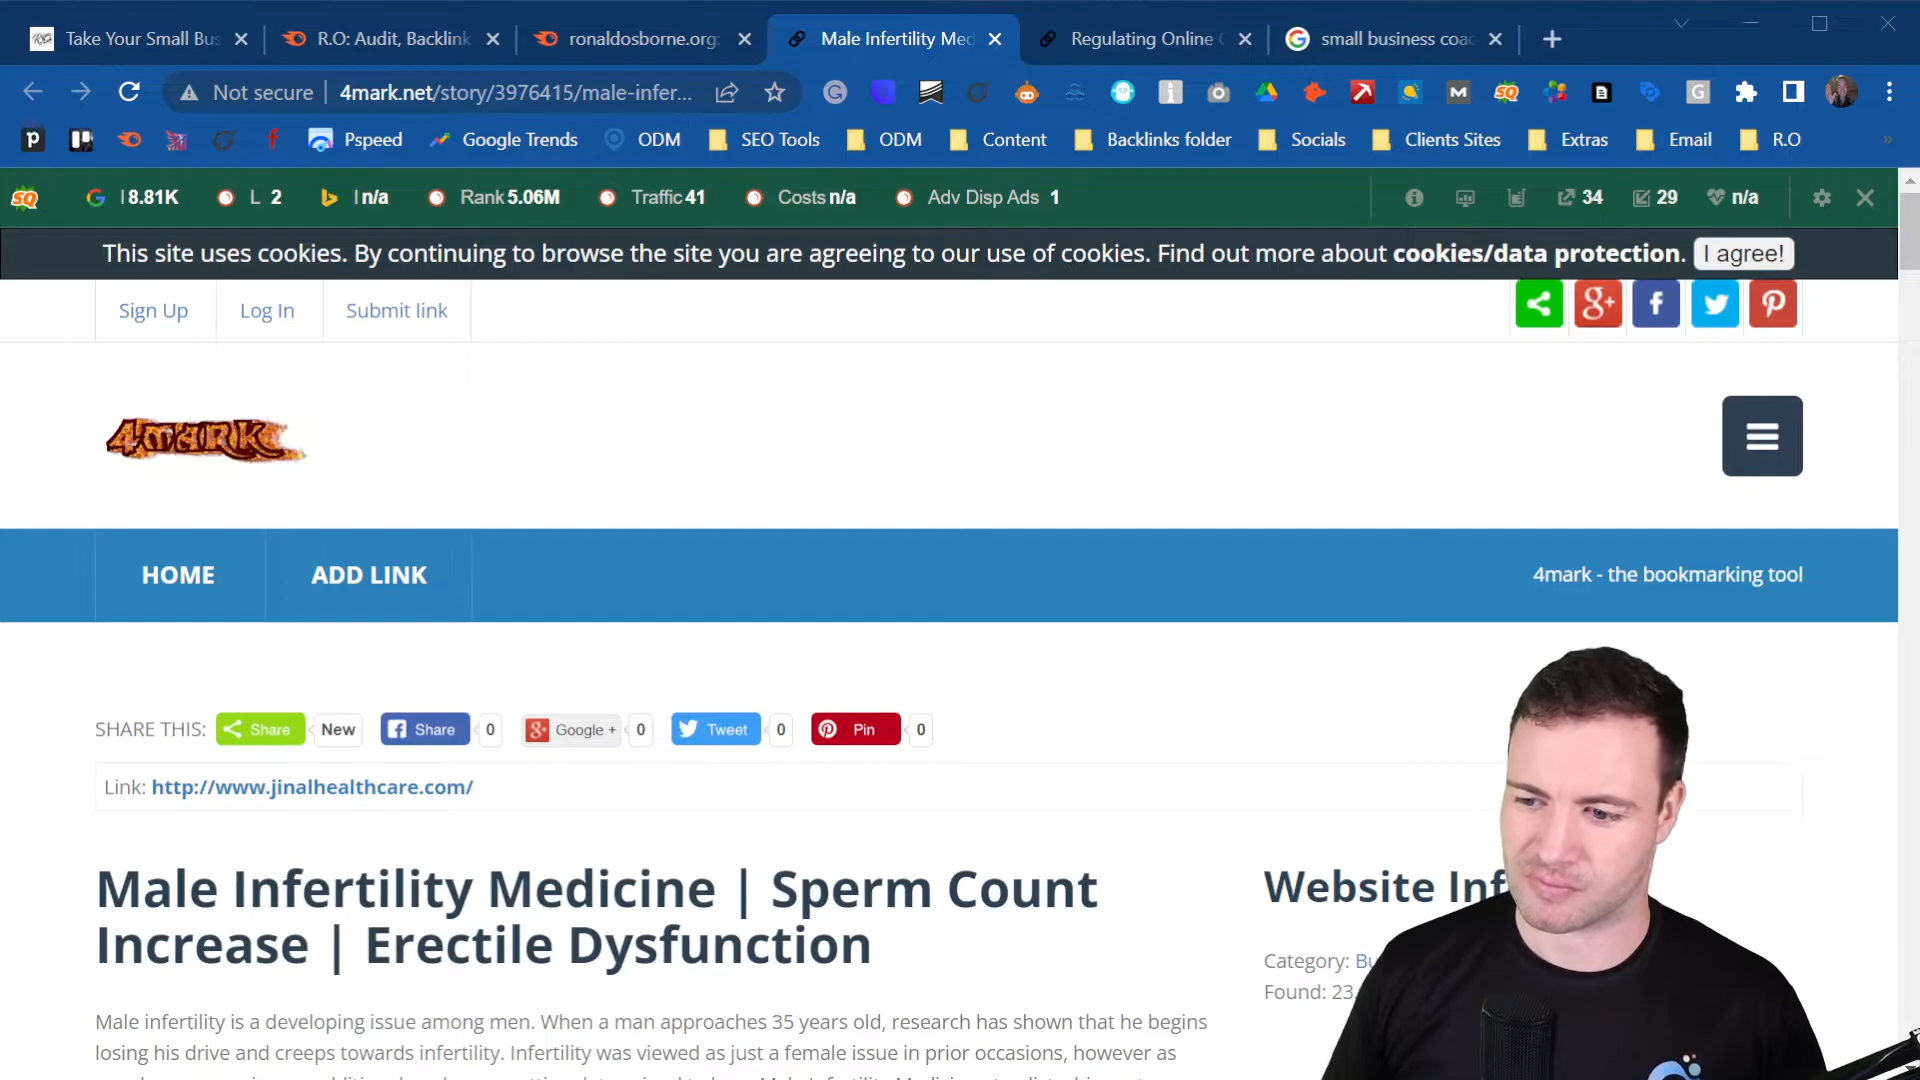 Take Your Small Bus
R.O: Audit, Backlink
ronaldosborne.org:
Male Infertility Med
Regulating Online
small business coac
Not secure
4mark.net/story/3976415/male-infer...
Pspeed
Google Trends
ODM
SEO Tools
ODM
Content
Backlinks folder
Socials
Clients Sites
Extras
Email
R.O
SQ
I 8.81K
L 2
I n/a
Rank 5.06M
Traffic 41
Costs n/a
Adv Disp Ads 1
34
29
n/a
This site uses cookies. By continuing to browse the site you are agreeing to our use of cookies. Find out more about cookies/data protection. I agree!
Sign Up
Log In
Submit link
4mark
HOME
ADD LINK
4mark - the bookmarking tool
SHARE THIS: Share New Share 0 Google + 0 Tweet 0 Pin 0
Link: http://www.jinalhealthcare.com/
Male Infertility Medicine | Sperm Count
Increase | Erectile Dysfunction
Website Inf
Category: Bu
Found: 23.
Male infertility is a developing issue among men. When a man approaches 35 years old, research has shown that he begins
losing his drive and creeps towards infertility. Infertility was viewed as just a female issue in prior occasions, however as